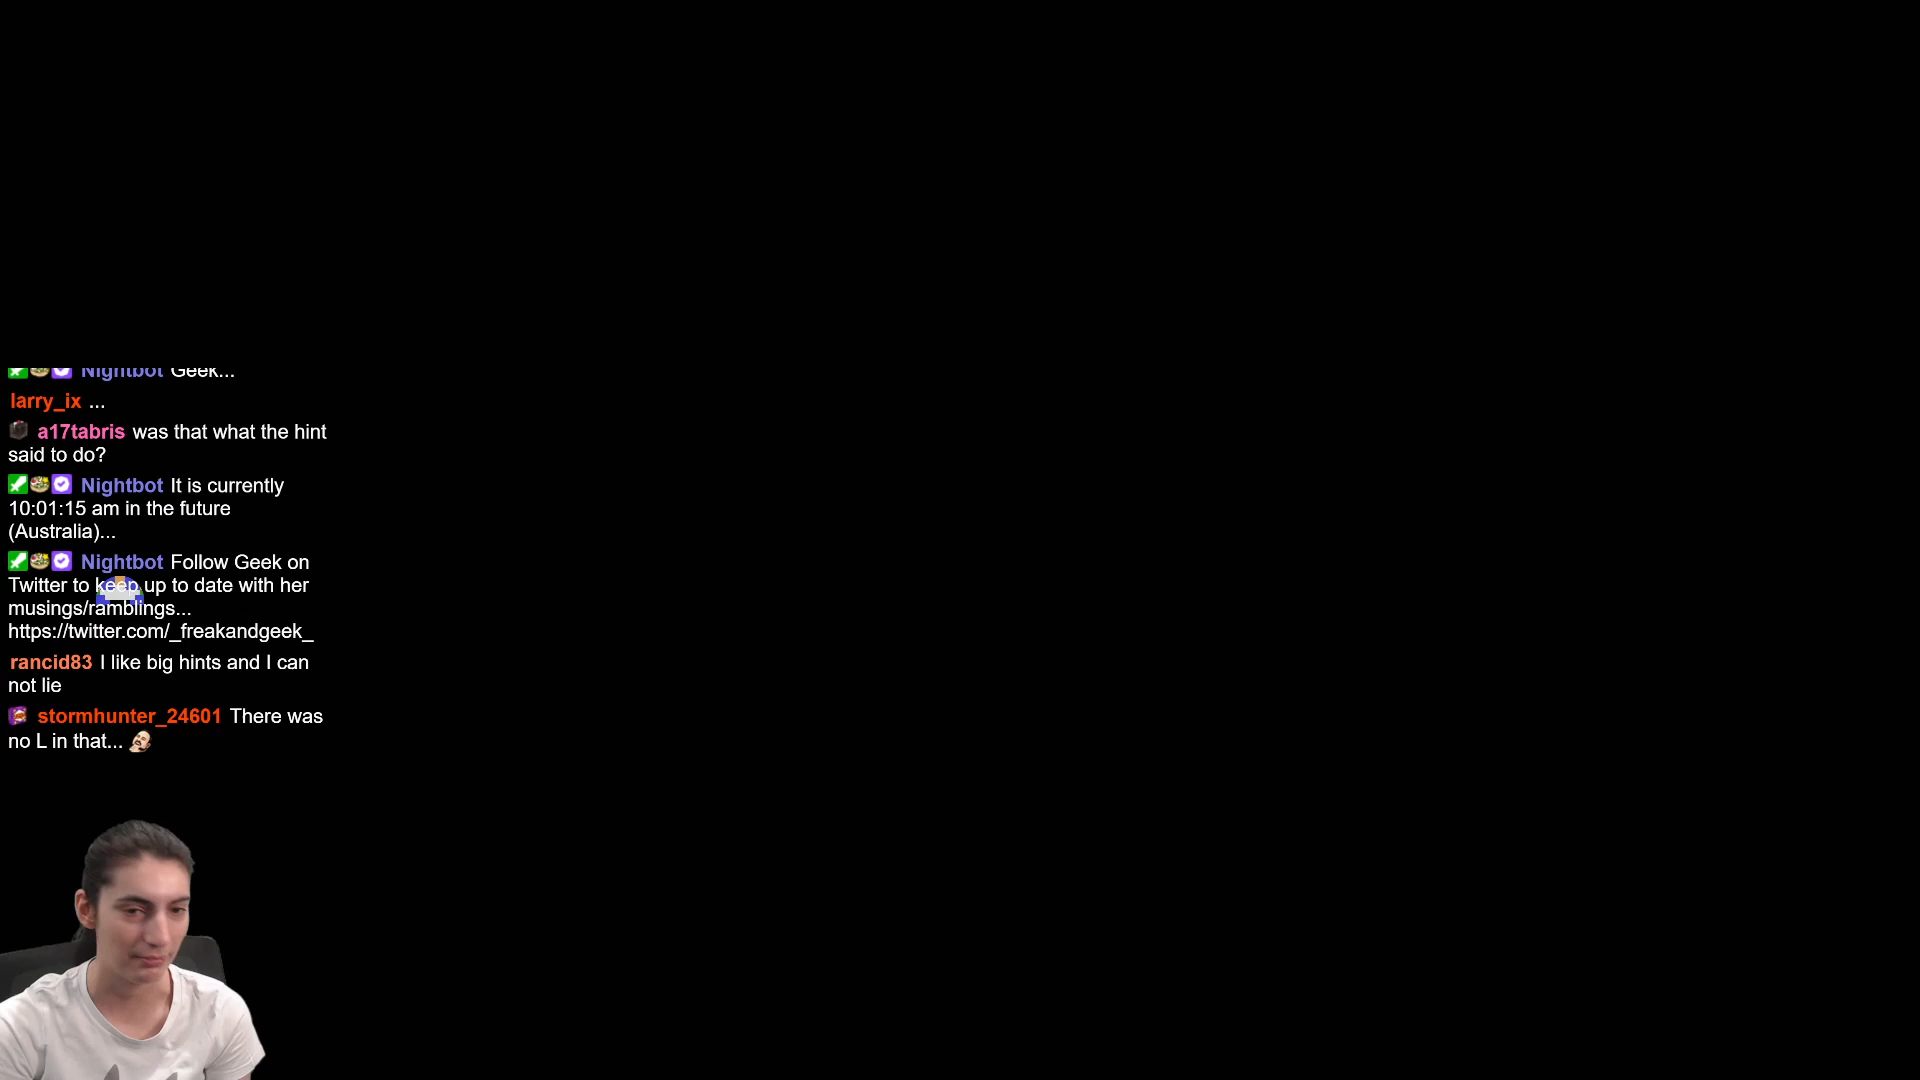 Nightbot Geek...
larry_ix ...
a17tabris was that what the hint
said to do?
Nightbot It is currently
10:01:15 am in the future
(Australia)...
Nightbot Follow Geek on
Twitter to keep up to date with her
musings/ramblings...
https://twitter.com/_freakandgeek_
rancid83 I like big hints and I can
not lie
stormhunter_24601 There was
no L in that...